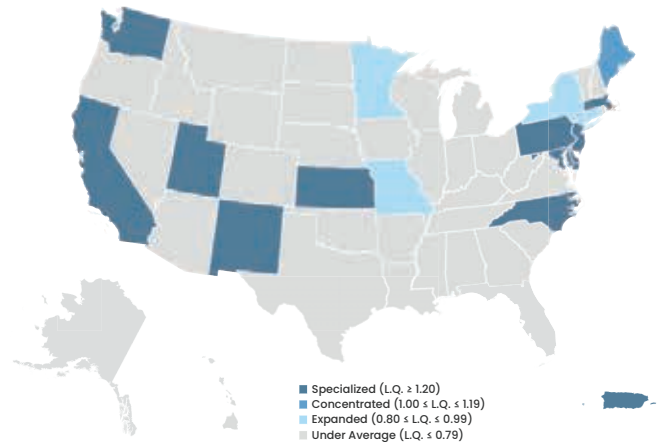 Specialized (L.Q. ≥ 1.20)
Concentrated (1.00 ≤ L.Q. ≤ 1.19)
Expanded (0.80 ≤ L.Q. ≤ 0.99)
Under Average (L.Q. ≤ 0.79)